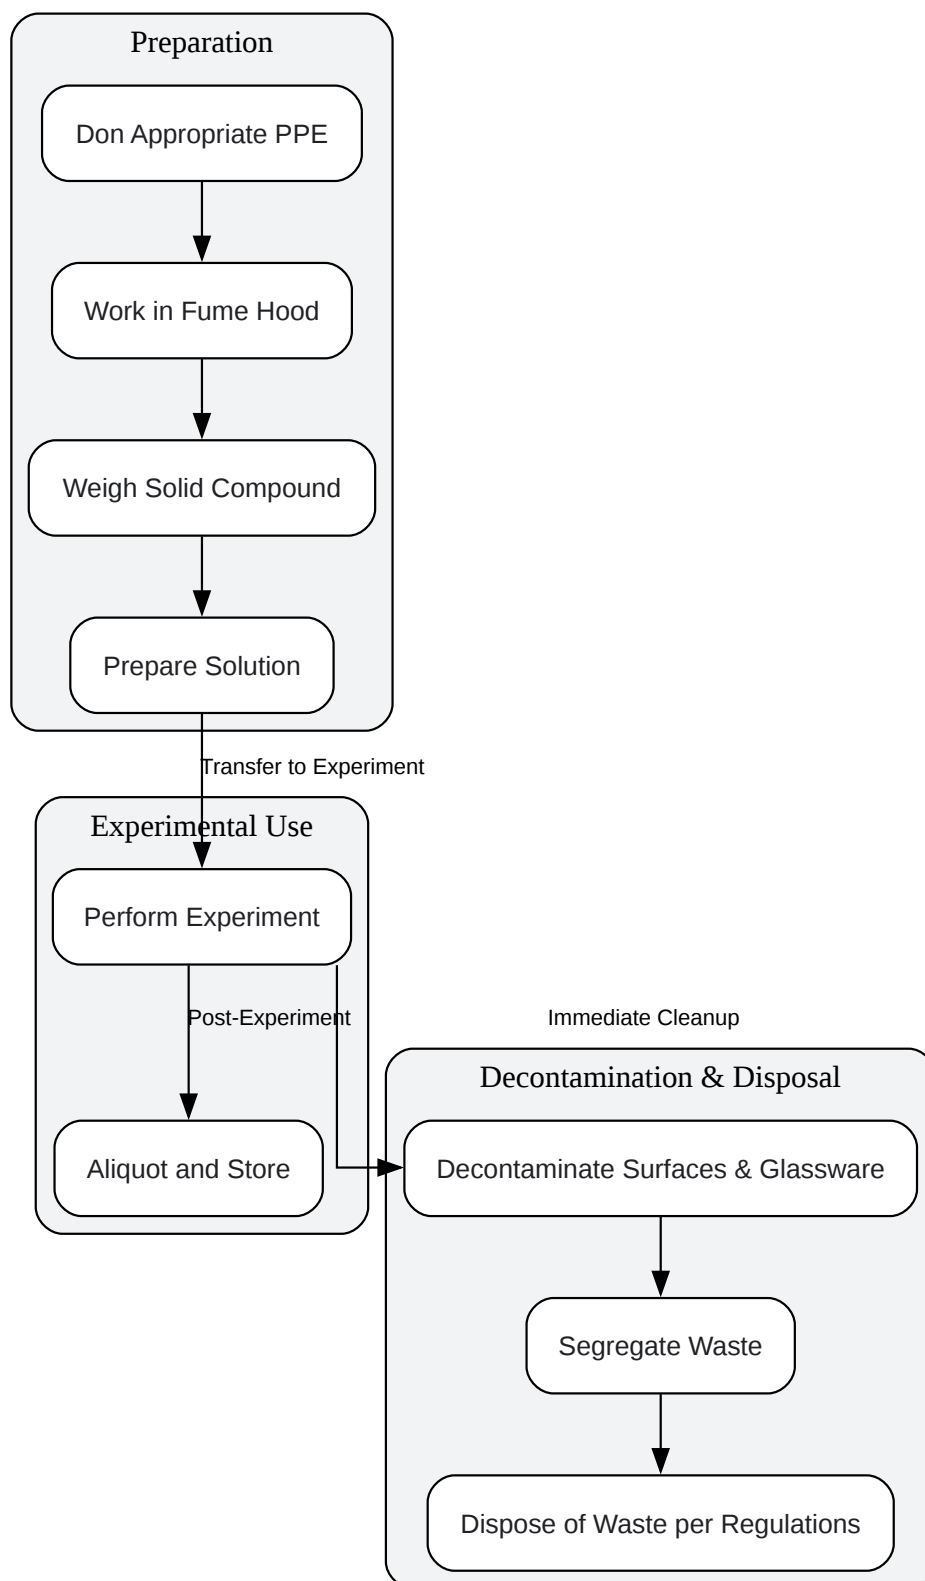 Preparation
Don Appropriate PPE
Work in Fume Hood
Weigh Solid Compound
Prepare Solution
Transfer to Experiment
Experimental Use
Perform Experiment
Post-Experiment
Immediate Cleanup
Aliquot and Store
Decontamination & Disposal
Decontaminate Surfaces & Glassware
Segregate Waste
Dispose of Waste per Regulations